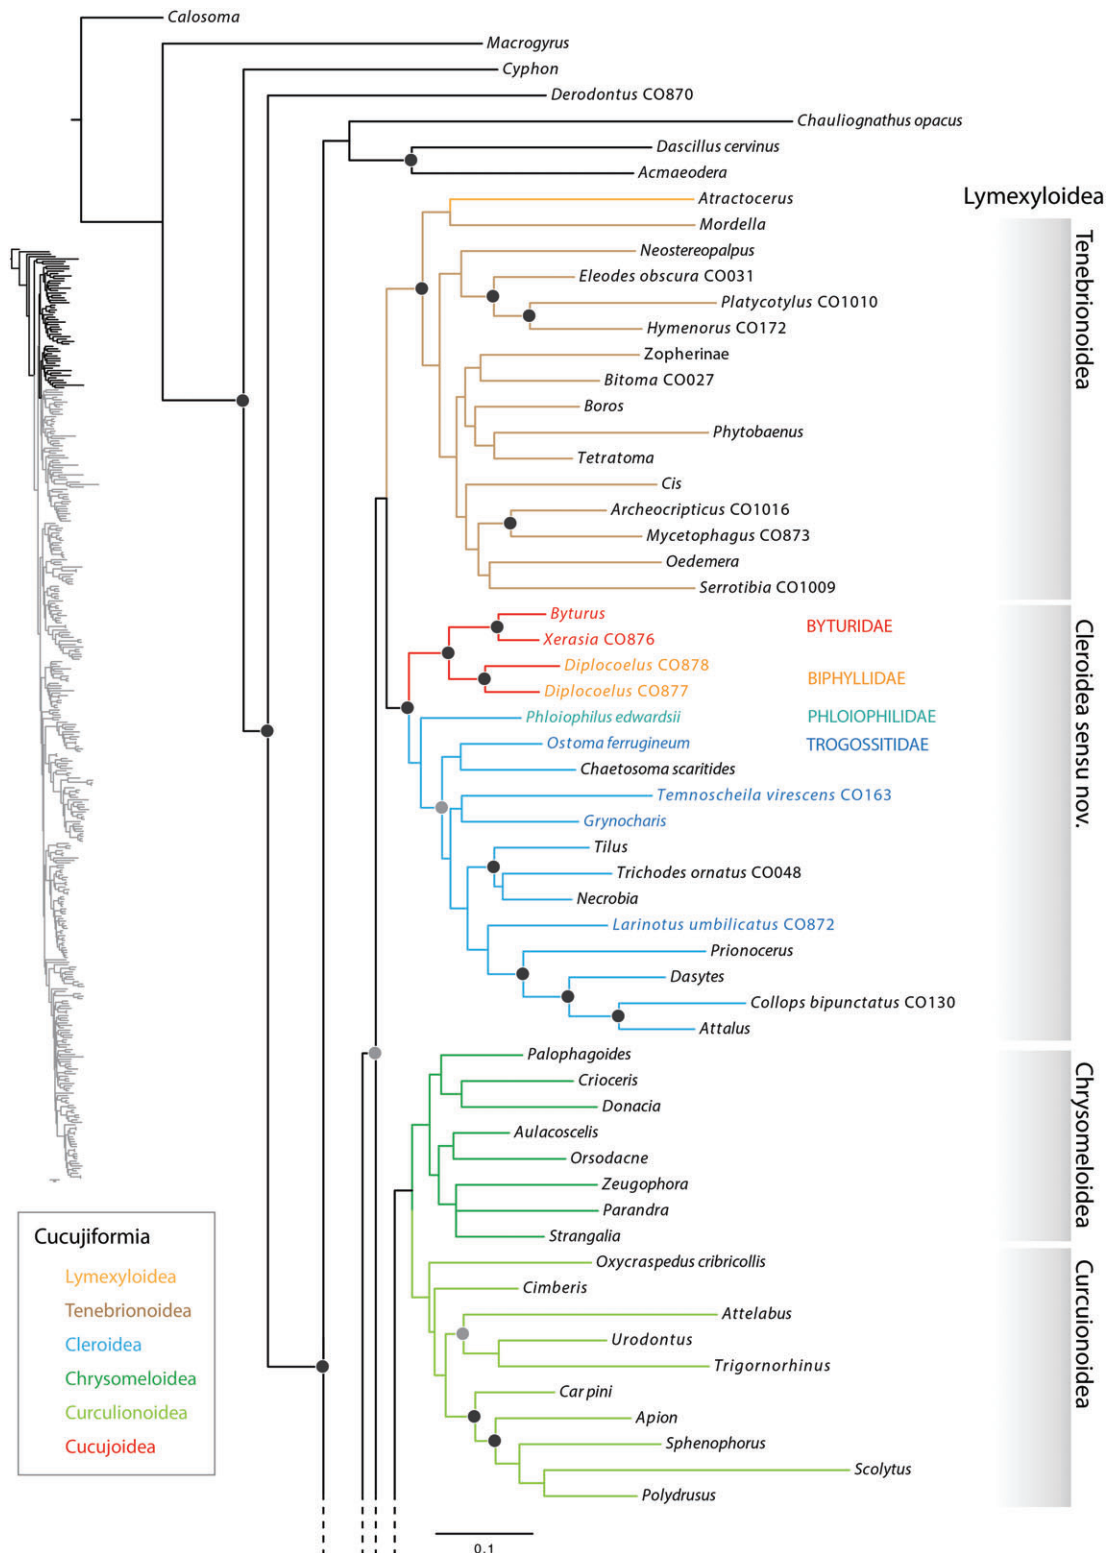 Calosoma
Macrogyrus
Cyphon
Derodontus CO870
Chauliognathus opacus
Dascillus cervinus
Acmaeodera
Lymexyloidea
Atractocerus
Mordella
Tenebrionoidea
Neostereopalpus
Eleodes obscura CO031
Platycotylus CO1010
Hymenorus CO172
Zopherinae
Bitoma CO027
Boros
Phytobaenus
Tetratoma
Cis
Archeocripticus CO1016
Mycetophagus CO873
Oedemera
Serrotibia CO1009
Cleroidea sensu nov.
Byturus
Xerasia CO876
BYTURIDAE
Diplocoelus CO878
Diplocoelus CO877
BIPHYLLIDAE
Phloiophilus edwardsii
PHLOIOPHILIDAE
Ostoma ferrugineum
TROGOSSITIDAE
Chaetosoma scaritides
Temnoscheila virescens CO163
Grynocharis
Tilus
Trichodes ornatus CO048
Necrobia
Larinotus umbilicatus CO872
Prionocerus
Dasytes
Collops bipunctatus CO130
Attalus
Chrysomeloidea
Palophagoides
Crioceris
Donacia
Aulacoscelis
Orsodacne
Zeugophora
Parandra
Strangalia
Curcuionoidea
Oxycraspedus cribricollis
Cimberis
Attelabus
Urodontus
Trigornorhinus
Car pini
Apion
Sphenophorus
Scolytus
Polydrusus
Cucujiformia
Lymexyloidea
Tenebrionoidea
Cleroidea
Chrysomeloidea
Curculionoidea
Cucujoidea
0.1